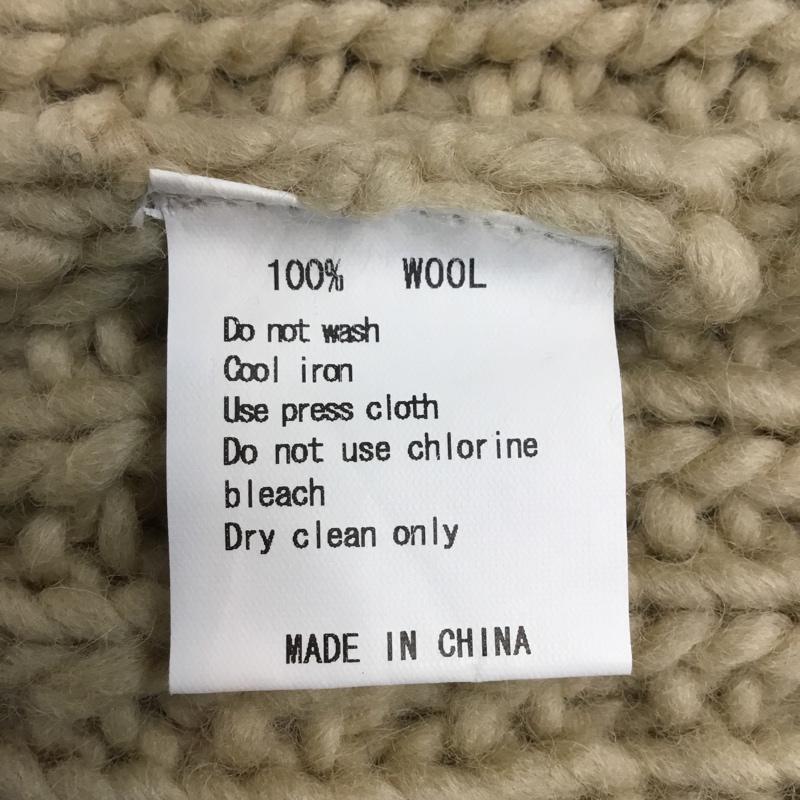 100% WOOL
Do not wash
Cool iron
Use press cloth
Do not use chlorine
bleach
Dry clean only
MADE IN CHINA